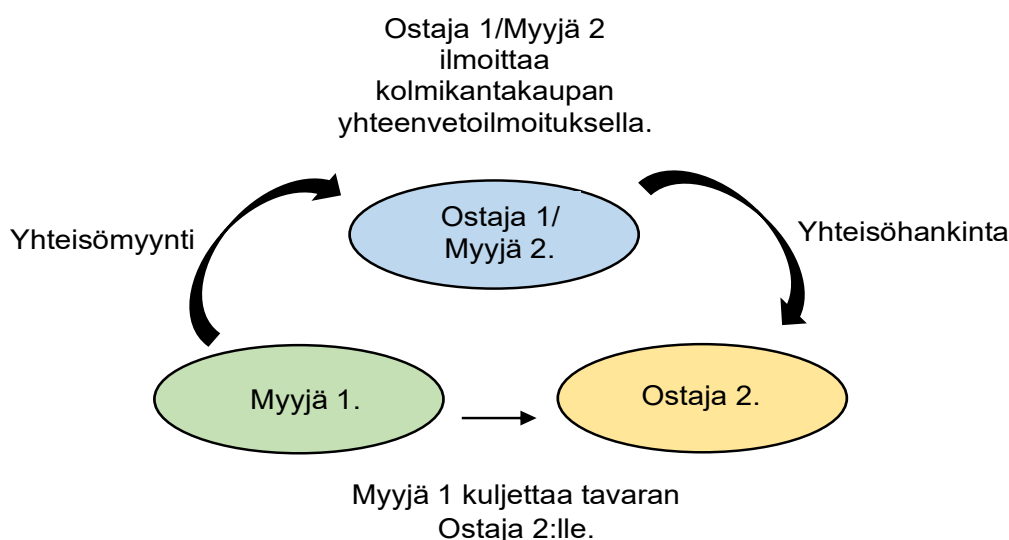 Ostaja 1/Myyjä 2
ilmoittaa
kolmikantakaupan
yhteenvetoilmoituksella.
Yhteisömyynti
Ostaja 1/
Myyjä 2.
Yhteisöhankinta
Myyjä 1.
Ostaja 2.
Myyjä 1 kuljettaa tavaran
Ostaja 2:lle.